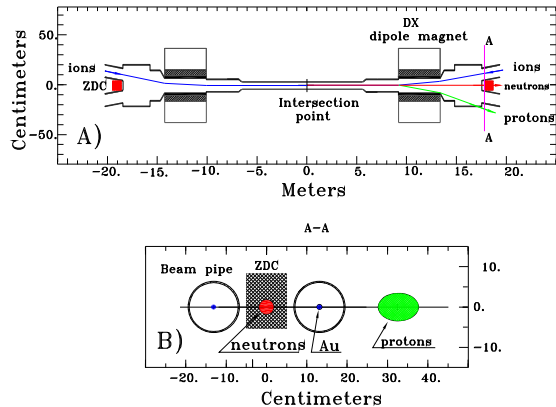 DX
dipole magnet
A
50.
0.
−50.
Centimeters
ions
ZDC
Intersection
point
ions
neutrons
protons
A)
A
−20. −15. −10. −5. 0. 5. 10. 15. 20.
Meters
A−A
Beam pipe
ZDC
10.
0.
−10.
B)
neutrons
Au
protons
−20. −10. 0. 10. 20. 30. 40.
Centimeters